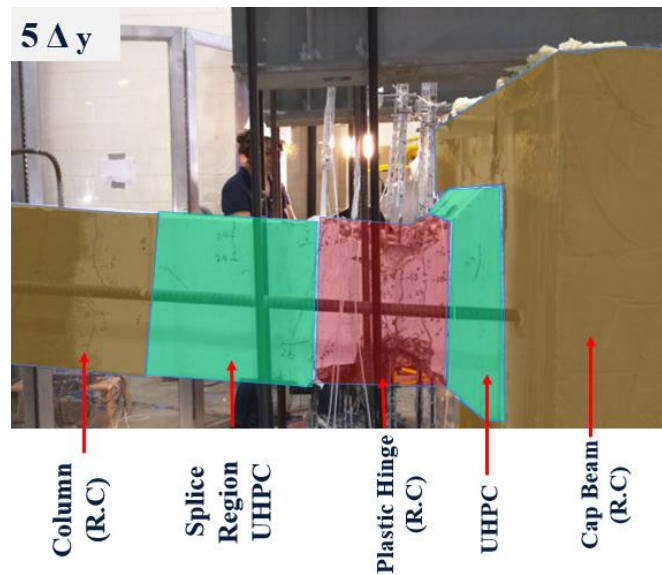 5 Δ y
Column
(R.C)
Splice
Region
UHPC
Plastic Hinge
(R.C)
UHPC
Cap Beam
(R.C)